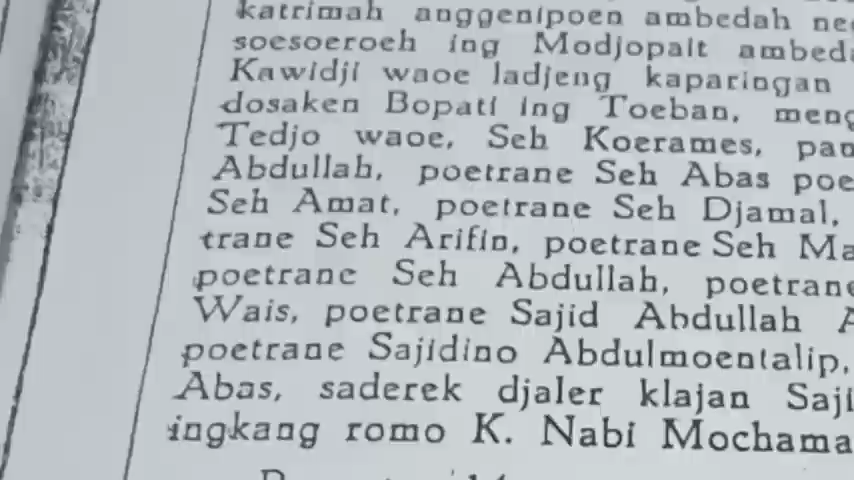 katrimah anggenipoen ambedah
soesoeroeh ing Modjopait
Kawidji waoe ladjeng kaparingan
dosaken Bopati ing Toeban,
Tedjo waoe, Seh Koerames,
Abdullah, poetrane Seh Abas
Seh Amat, poetrane Seh Djamal,
trane Seh Arifin, poetrane Seh
poetrane Seh Abdullah, poetrane
Wais, poetrane Sajid Abdullah
poetrane Sajidino Abdulmoentalip,
Abas, saderek djaler klajan
ingkang romo K. Nabi